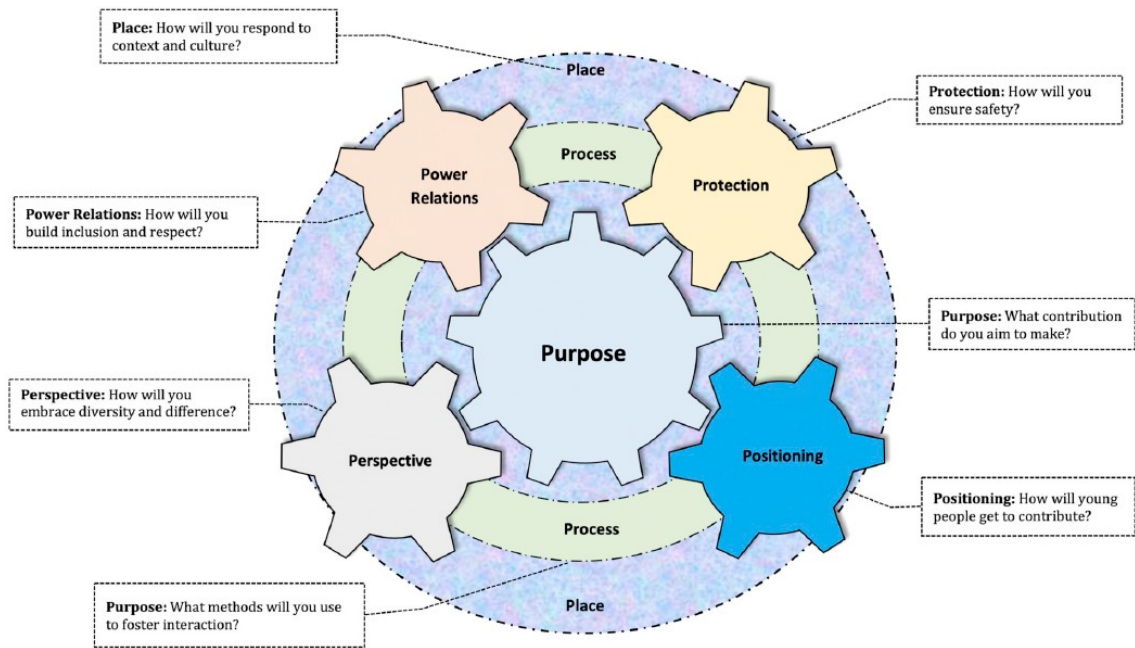 Place: How will you respond to
context and culture?
Place
Protection: How will you
ensure safety?
Process
Power
Relations
Protection
Power Relations: How will you
build inclusion and respect?
Purpose: What contribution
do you aim to make?
Purpose
Perspective: How will you
embrace diversity and difference?
Perspective
Positioning
Positioning: How will young
people get to contribute?
Process
Purpose: What methods will you use
to foster interaction?
Place